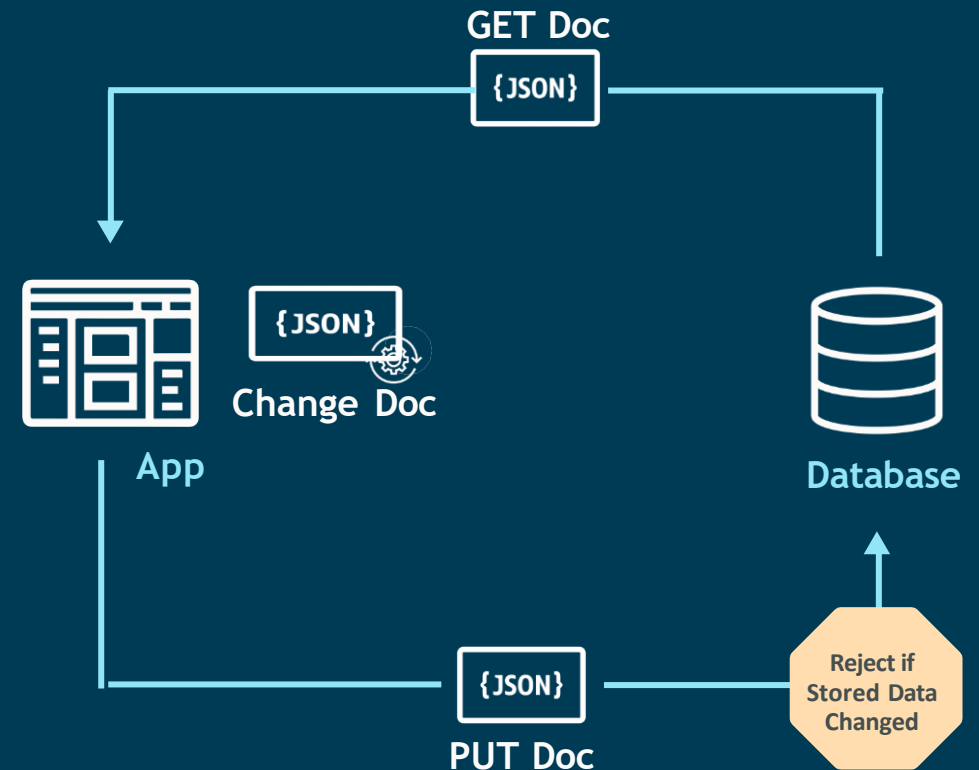 GET Doc
{JSON}
{JSON}
Change Doc
App
Database
{JSON}
PUT Doc
Reject if
Stored Data
Changed